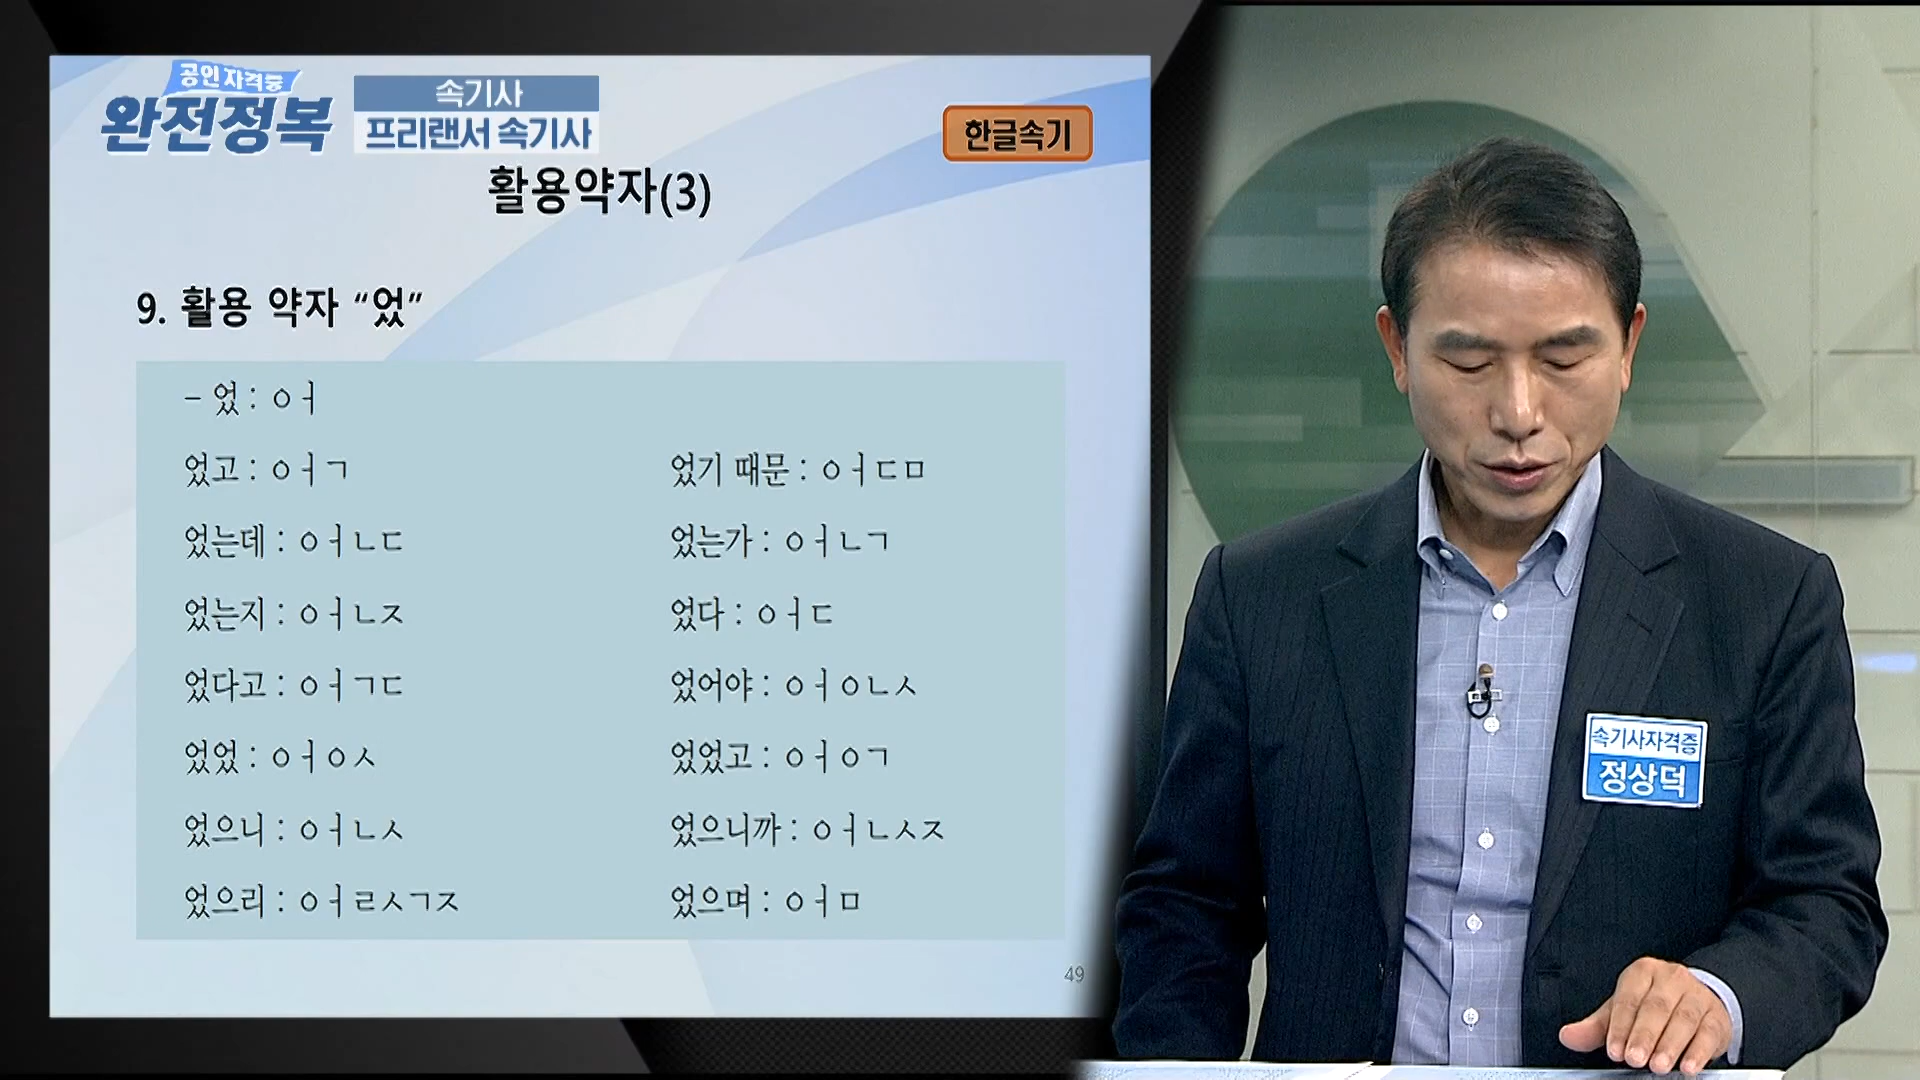 공인 자격증
완전정복
속기사
프리랜서 속기사
한글속기
활용약자(3)
9. 활용 약자 “었”
– 었 : ㅇㅓ
었고 : ㅇㅓㄱ
었기 때문 : ㅇㅓㄷㅁ
었는데 : ㅇㅓㄴㄷ
었는가 : ㅇㅓㄴㄱ
었는지 : ㅇㅓㄴㅈ
었다 : ㅇㅓㄷ
었다고 : ㅇㅓㄱㄷ
었어야 : ㅇㅓㅇㄴㅅ
었었 : ㅇㅓㅇㅅ
었었고 : ㅇㅓㅇㄱ
었으니 : ㅇㅓㄴㅅ
었으니까 : ㅇㅓㄴㅅㅈ
었으리 : ㅇㅓㄹㅅㄱㅈ
었으며 : ㅇㅓㅁ
49
속기사자격증
정상덕